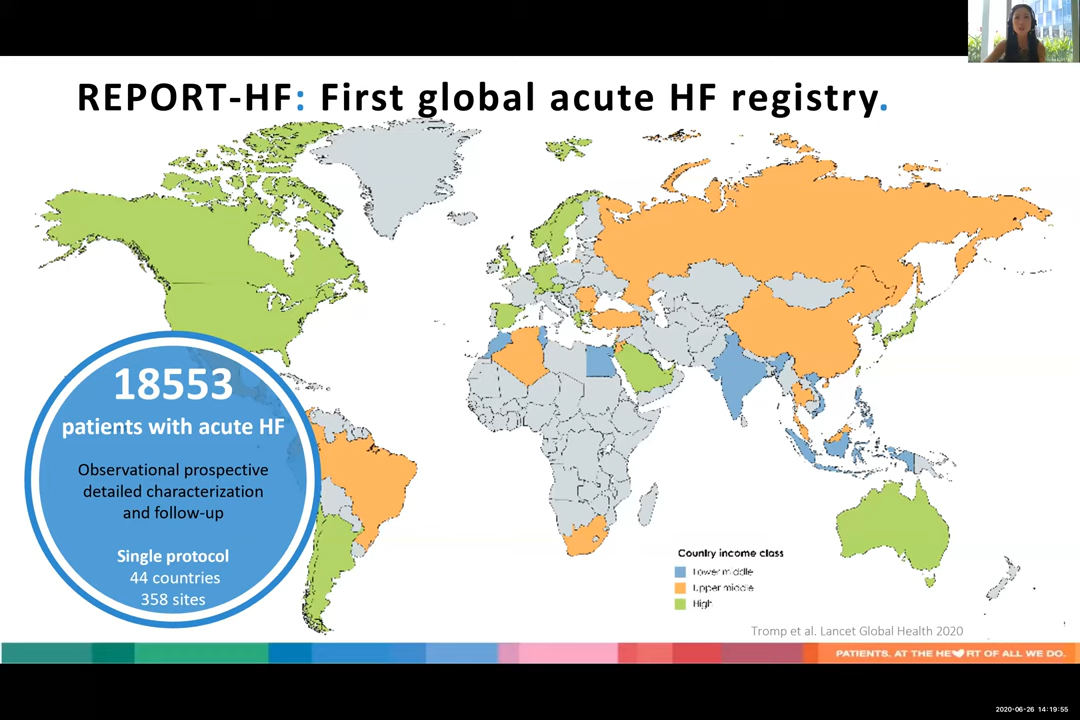 REPORT-HF: First global acute HF registry.
18553
patients with acute HF
Observational prospective
detailed characterization
and follow-up
Single protocol
44 countries
358 sites
Country income class
Lower middle
Upper middle
High
Tromp et al. Lancet Global Health 2020
PATIENTS. AT THE HE RT OF ALL WE DO.
2020-06-26 14:19:55